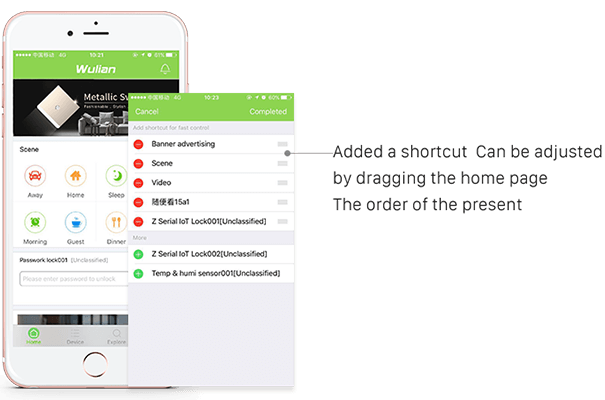 中国移动 4G 10:21 61%
Wulian
Metallic Sw
Fashionable . Stylish
Scene
Away Home Sleep
Morning Guest Dinner
Passwork lock001 [Unclassified]
Please enter password to unlock
Home Device Explore
中国移动 4G 10:23 60%
Cancel Completed
Add shortcut for fast control
Banner advertising
Scene
Video
随便看15a1
Z Serial IoT Lock001[Unclassified]
More
Z Serial IoT Lock002[Unclassified]
Temp & humi sensor001[Unclassified]
Added a shortcut Can be adjusted
by dragging the home page
The order of the present